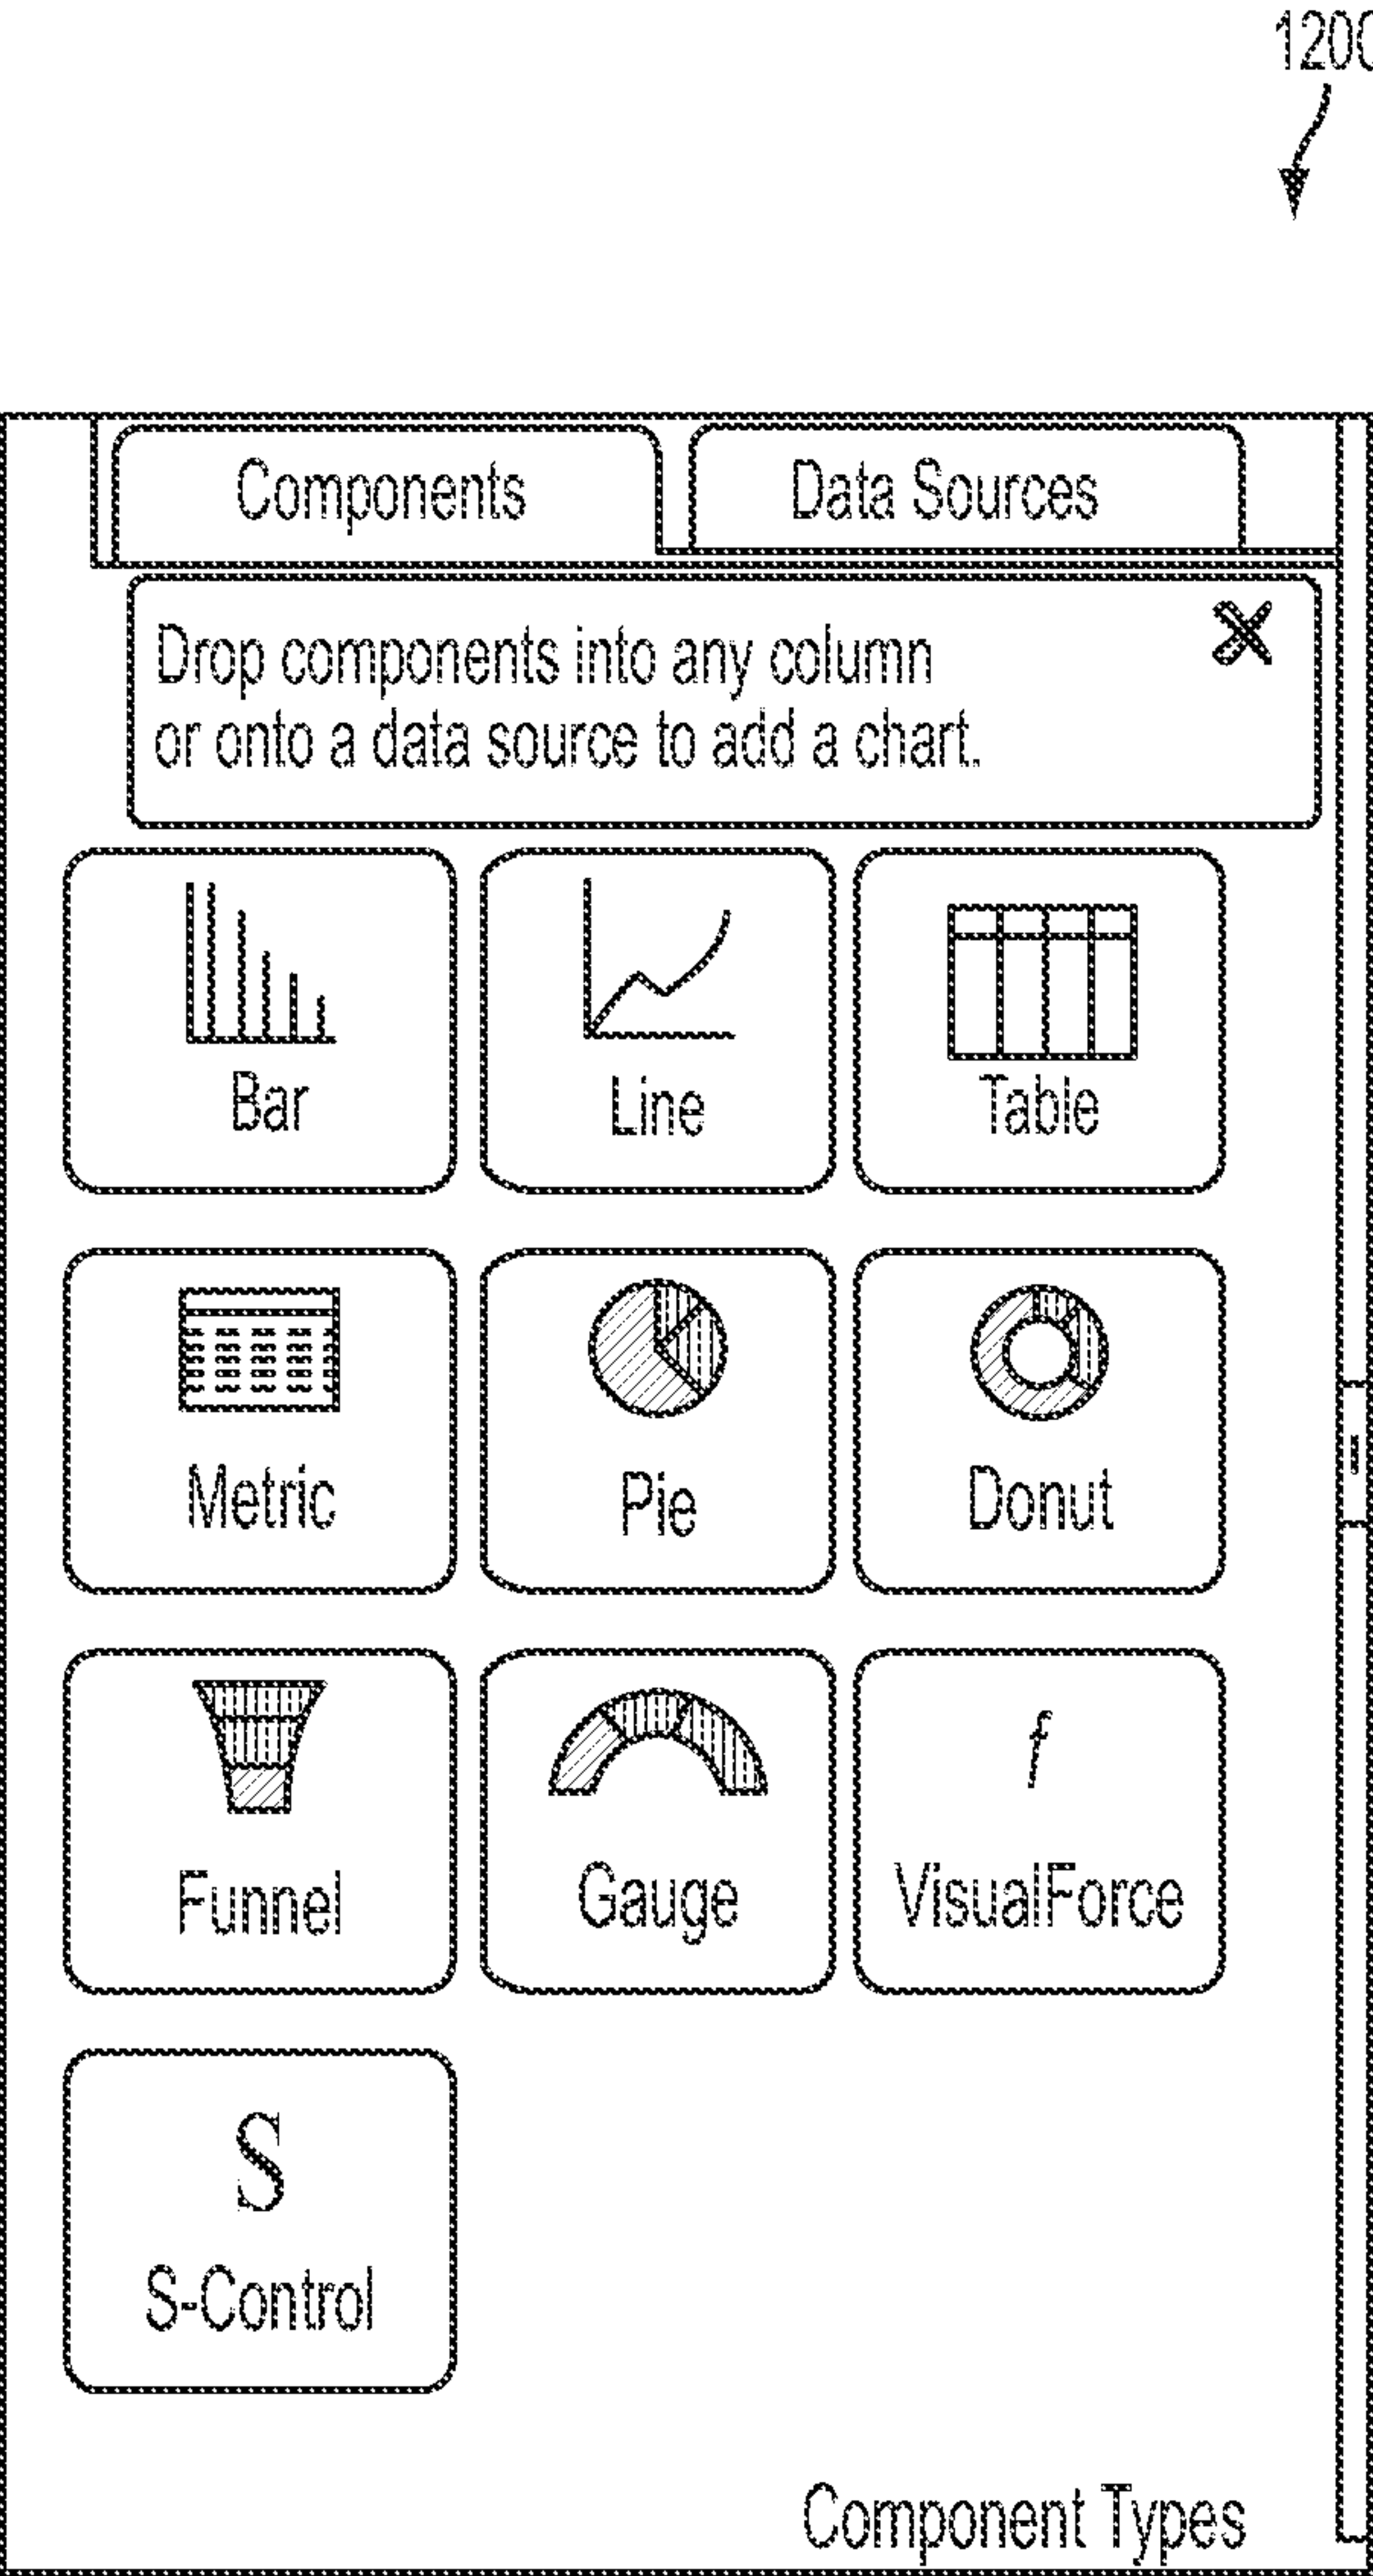 1200
Components
Data Sources
Drop components into any column
or onto a data source to add a chart.
Bar
Line
Table
Metric
Pie
Donut
Funnel
Gauge
f
VisualForce
S
S-Control
Component Types